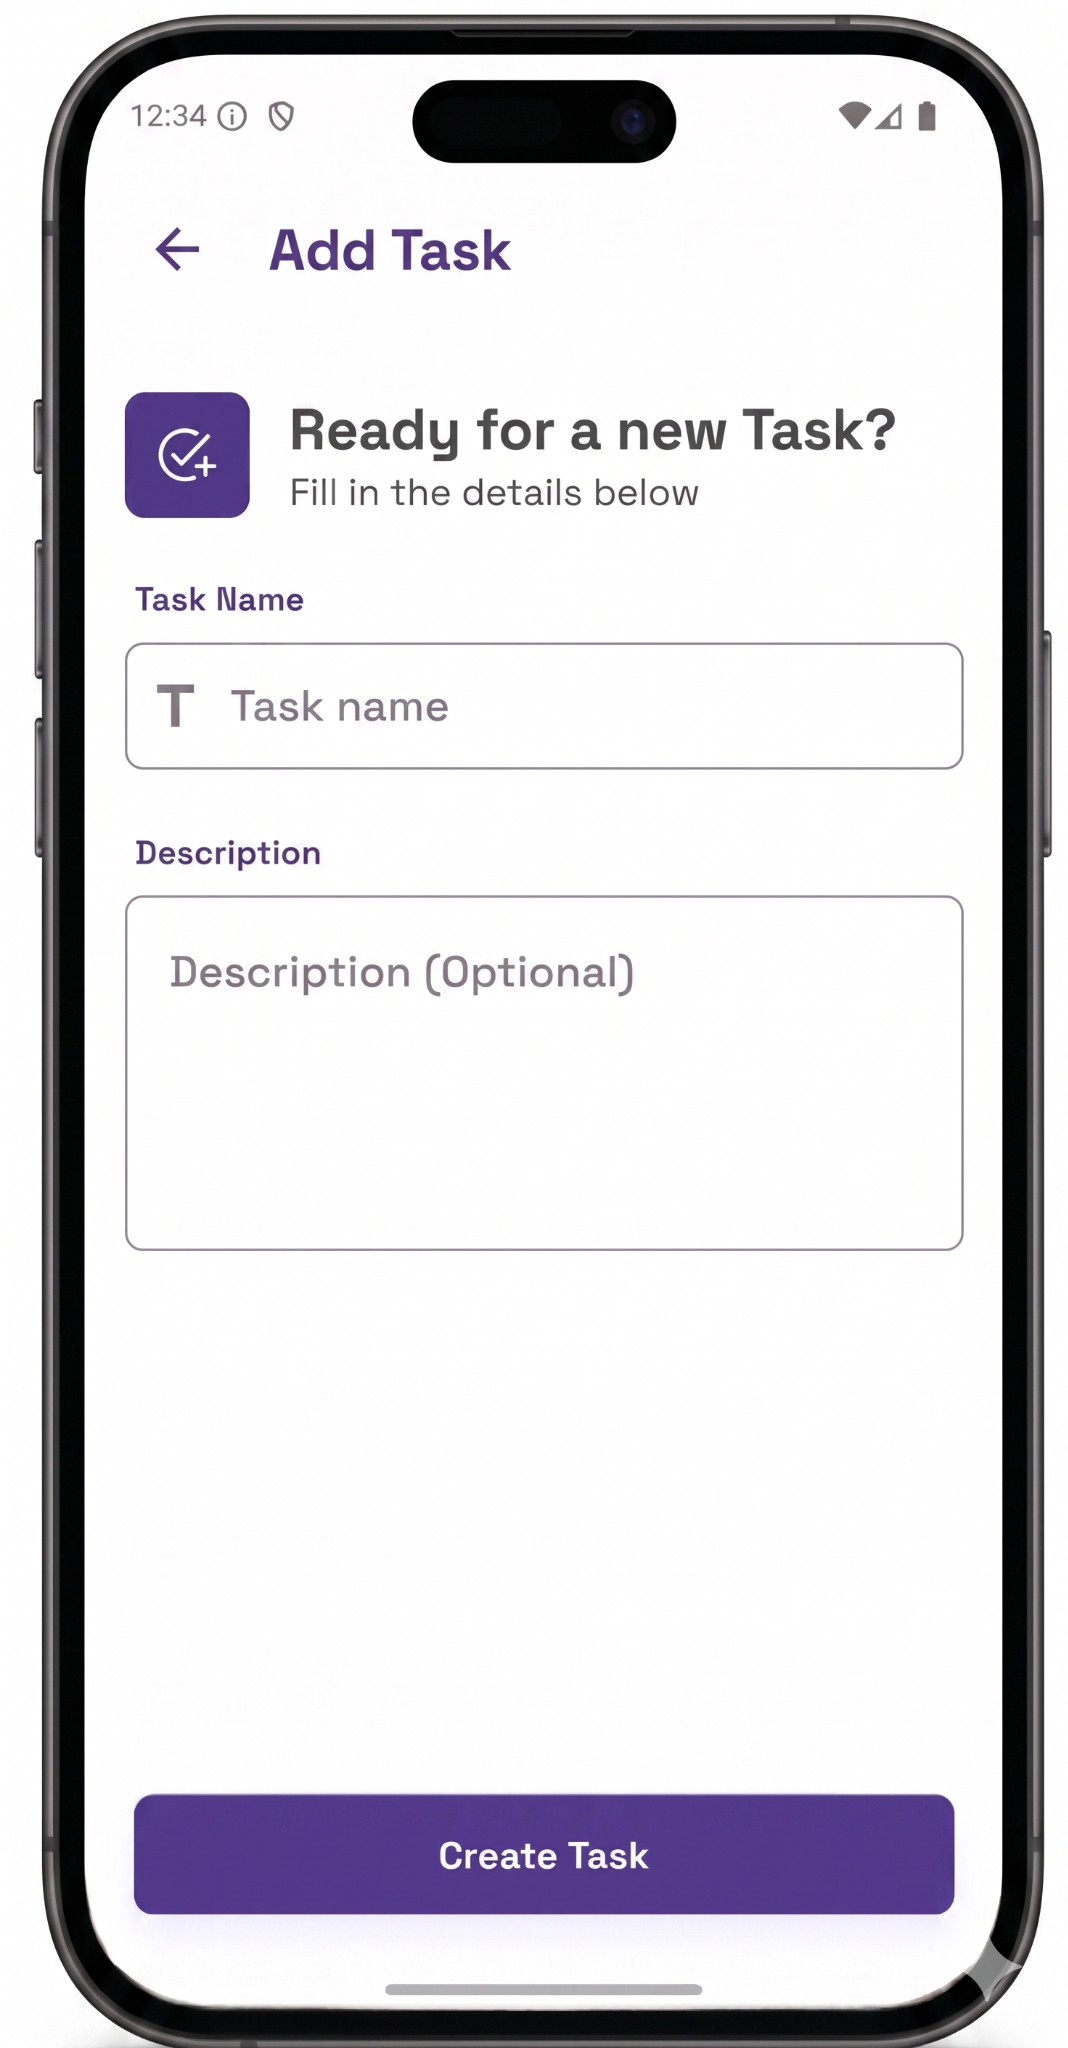 12:34
Add Task
Ready for a new Task?
Fill in the details below
Task Name
T Task name
Description
Description (Optional)
Create Task